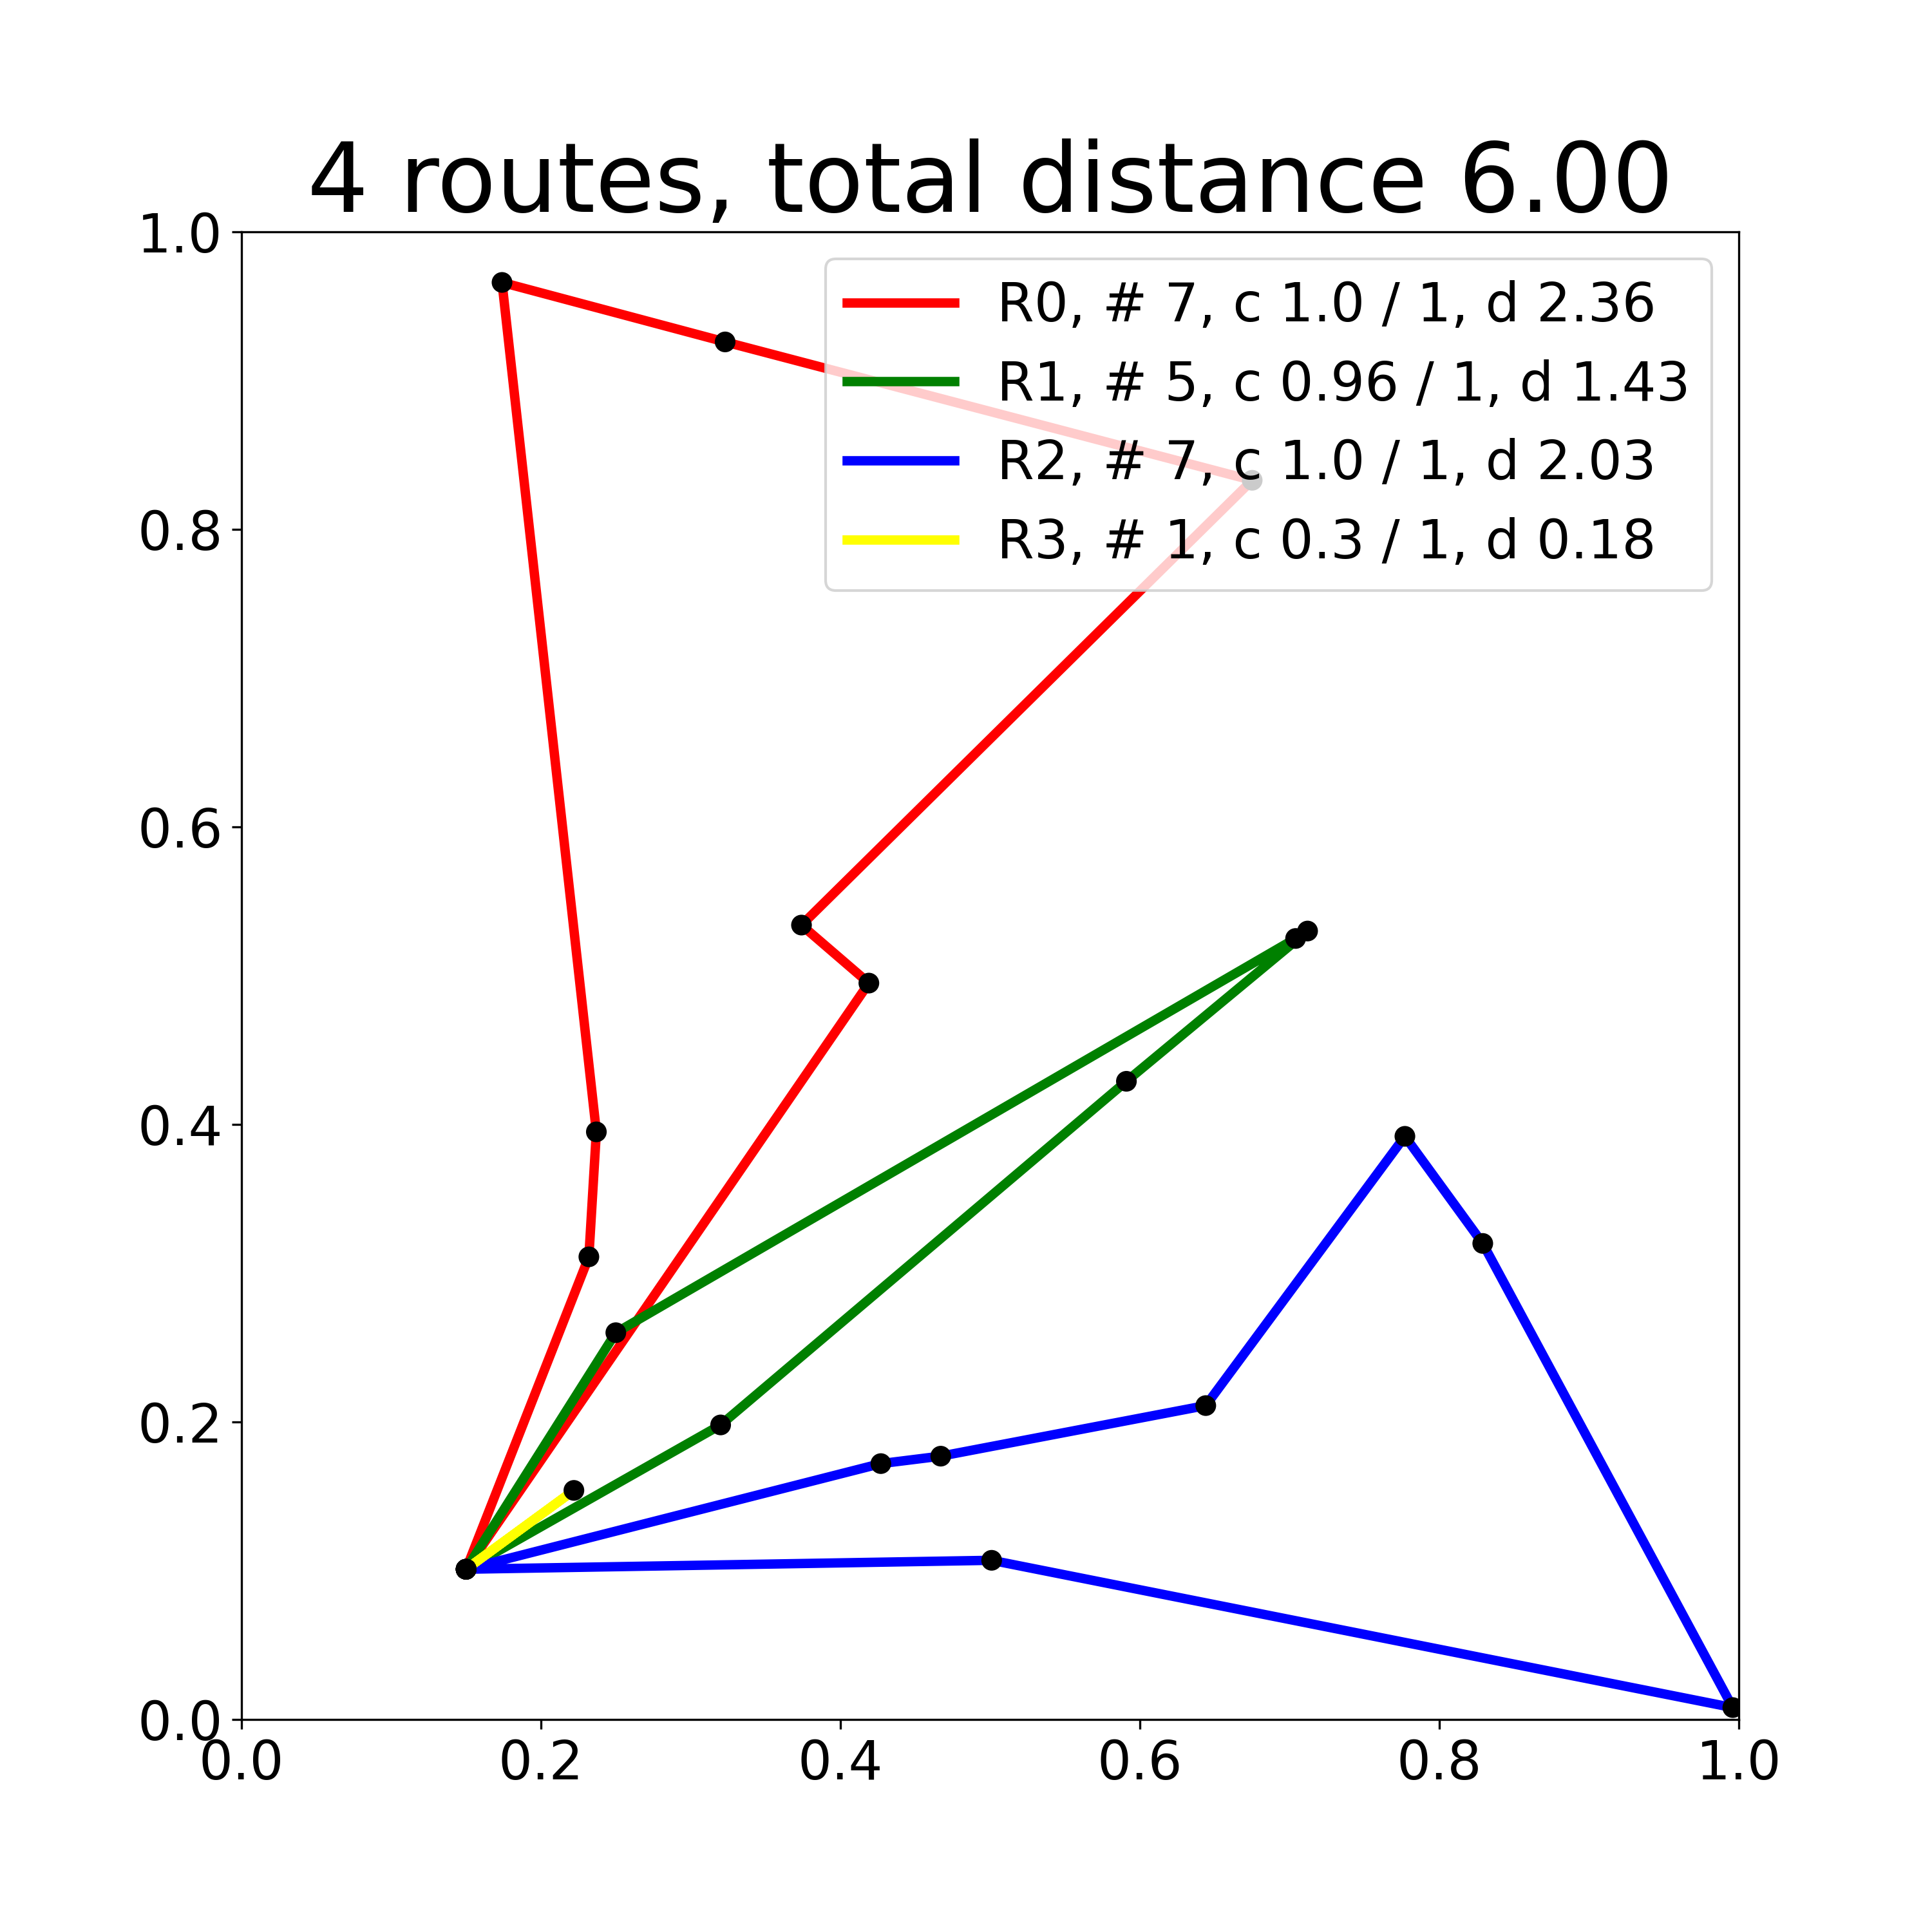 4 routes, total distance 6.00
1.0
R0, # 7, c 1.0 / 1, d 2.36
R1, # 5, c 0.96 / 1, d 1.43
R2, # 7, c 1.0 / 1, d 2.03
R3, # 1, c 0.3 / 1, d 0.18
0.8
0.6
0.4
0.2
0.0
0.0 0.2 0.4 0.6 0.8 1.0